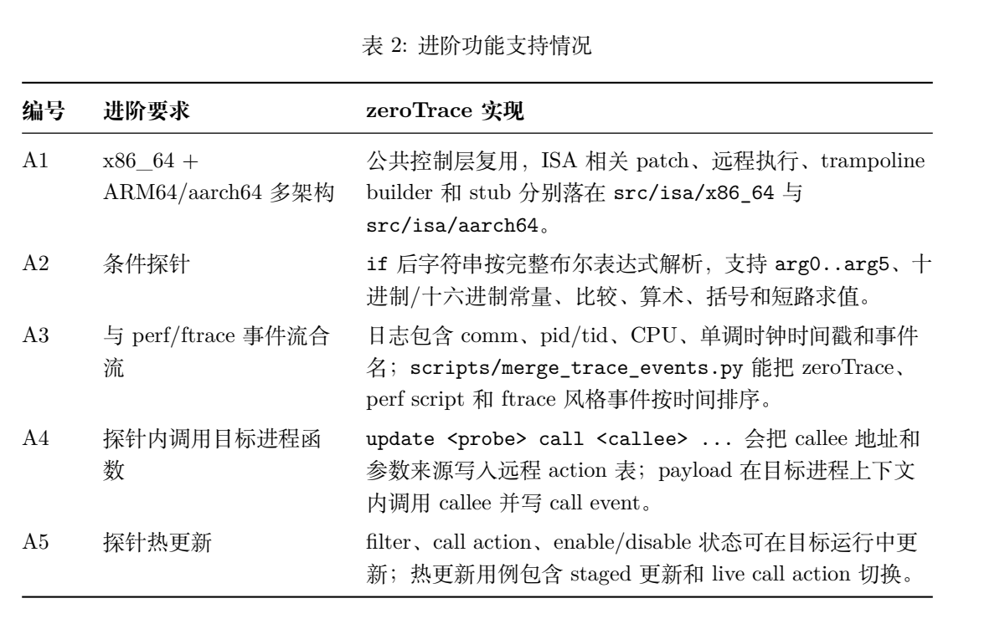 表 2: 进阶功能支持情况
编号 进阶要求 zeroTrace 实现
A1 x86_64 + 公共控制层复用，ISA 相关 patch、远程执行、trampoline
ARM64/aarch64 多架构 builder 和 stub 分别落在 src/isa/x86_64 与
src/isa/aarch64。
A2 条件探针 if 后字符串按完整布尔表达式解析，支持 arg0..arg5、十
进制/十六进制常量、比较、算术、括号和短路求值。
A3 与 perf/ftrace 事件流合 日志包含 comm、pid/tid、CPU、单调时钟时间戳和事件
流 名；scripts/merge_trace_events.py 能把 zeroTrace、
perf script 和 ftrace 风格事件按时间排序。
A4 探针内调用目标进程函 update <probe> call <callee> ... 会把 callee 地址和
数 参数来源写入远程 action 表；payload 在目标进程上下文
内调用 callee 并写 call event。
A5 探针热更新 filter、call action、enable/disable 状态可在目标运行中更
新；热更新用例包含 staged 更新和 live call action 切换。